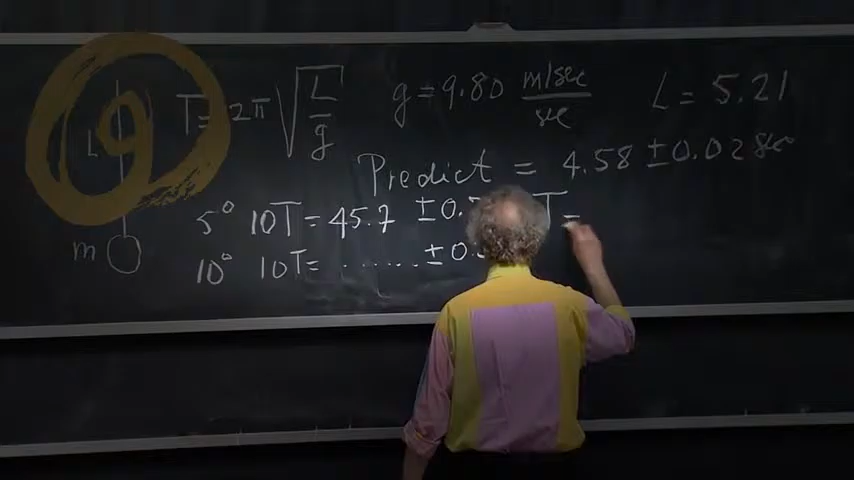 9
T = 2π √(L/g) g = 9.80 m/sec/sec L = 5.21
L
Predict = 4.58 ± 0.02 sec
5° 10T = 45.7 ± 0. T =
m 10° 10T = ...... ± 0.